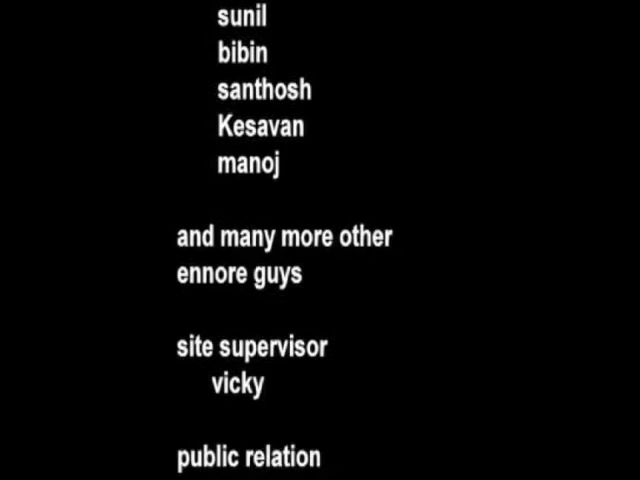 sunil
bibin
santhosh
Kesavan
manoj
and many more other
ennore guys
site supervisor
vicky
public relation